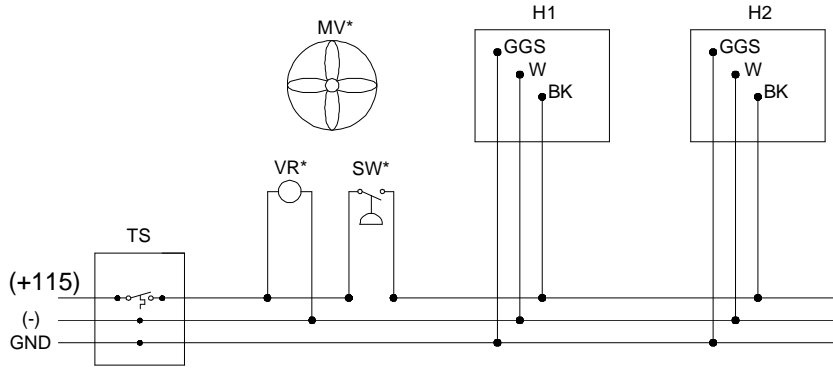 H1
H2
MV*
GGS
W
BK
GGS
W
BK
VR*
SW*
TS
(+115)
(-)
GND